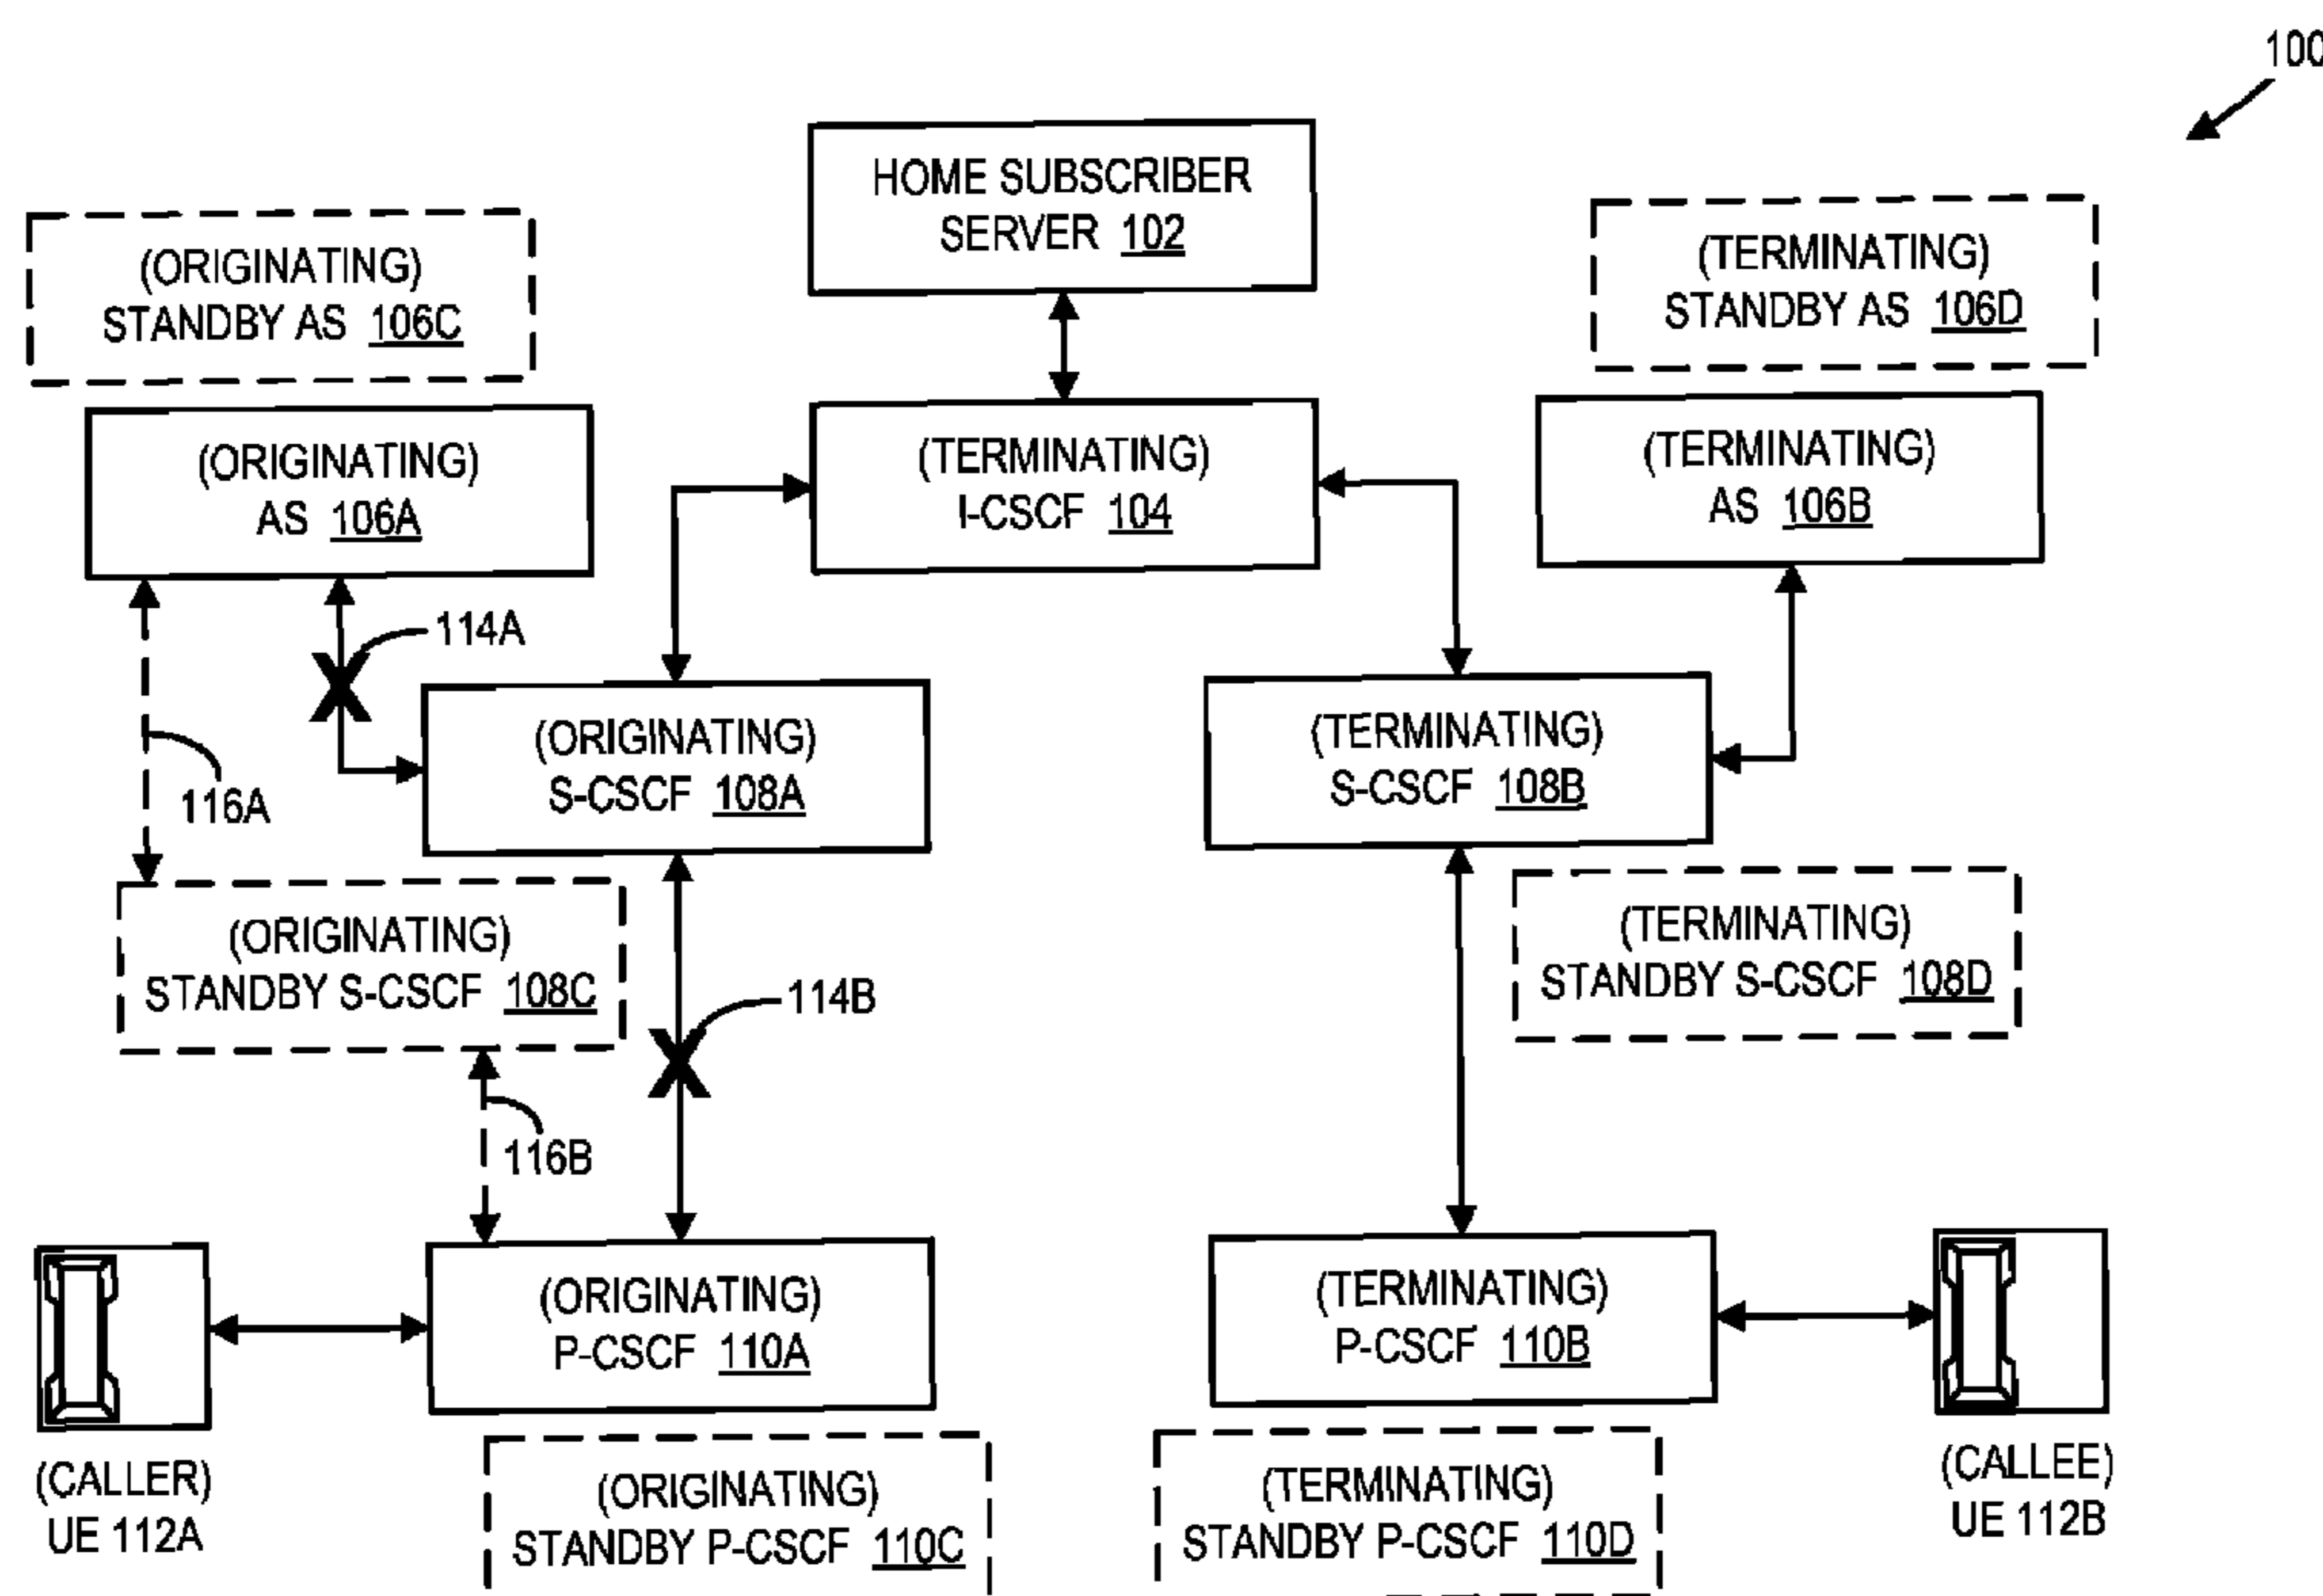 100
HOME SUBSCRIBER
SERVER 102
(ORIGINATING)
STANDBY AS 106C
(TERMINATING)
STANDBY AS 106D
(ORIGINATING)
AS 106A
(TERMINATING)
I-CSCF 104
(TERMINATING)
AS 106B
114A
116A
(ORIGINATING)
S-CSCF 108A
(TERMINATING)
S-CSCF 108B
(ORIGINATING)
STANDBY S-CSCF 108C
114B
(TERMINATING)
STANDBY S-CSCF 108D
116B
(ORIGINATING)
P-CSCF 110A
(TERMINATING)
P-CSCF 110B
(CALLER)
UE 112A
(ORIGINATING)
STANDBY P-CSCF 110C
(TERMINATING)
STANDBY P-CSCF 110D
(CALLEE)
UE 112B